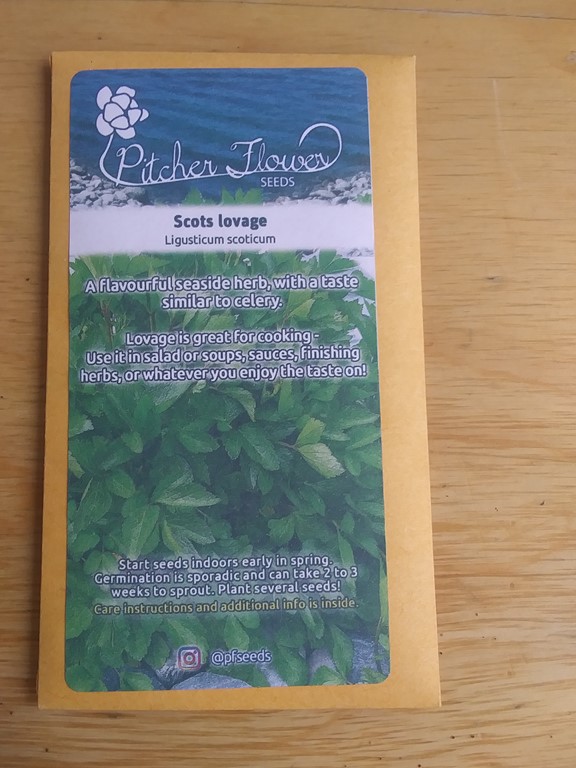 Pitcher Flower
SEEDS
Scots lovage
Ligusticum scoticum
A flavourful seaside herb, with a taste
similar to celery.
Lovage is great for cooking -
Use it in salad or soups, sauces, finishing
herbs, or whatever you enjoy the taste on!
Start seeds indoors early in spring.
Germination is sporadic and can take 2 to 3
weeks to sprout. Plant several seeds!
Care instructions and additional info is inside.
@pfseeds